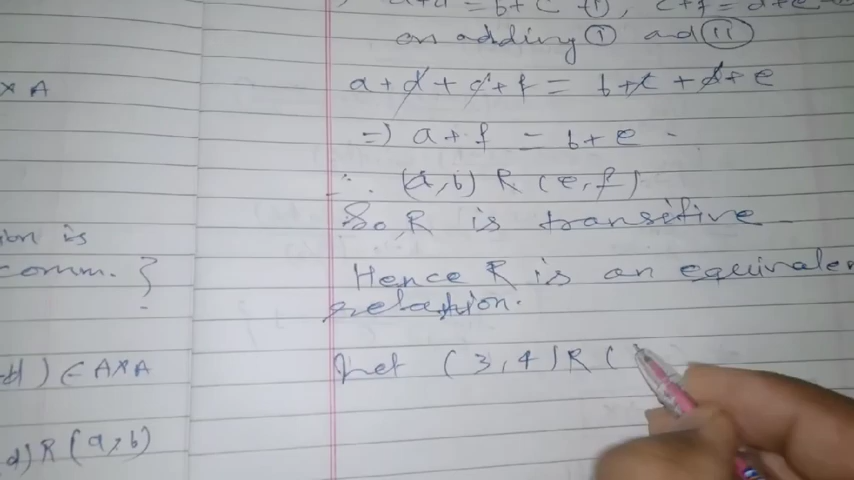 a+d = b+c -(i), c+f = d+e
on adding (i) and (ii)
a + d + c + f = b + c + d + e
=) a + f = b + e
∴ (a, b) R (e, f)
So, R is transitive
Hence R is an equivalen
relation.
Let (3, 4) R (
× A
ion is
comm. }
d) ∈ A×A
d) R (a, b)